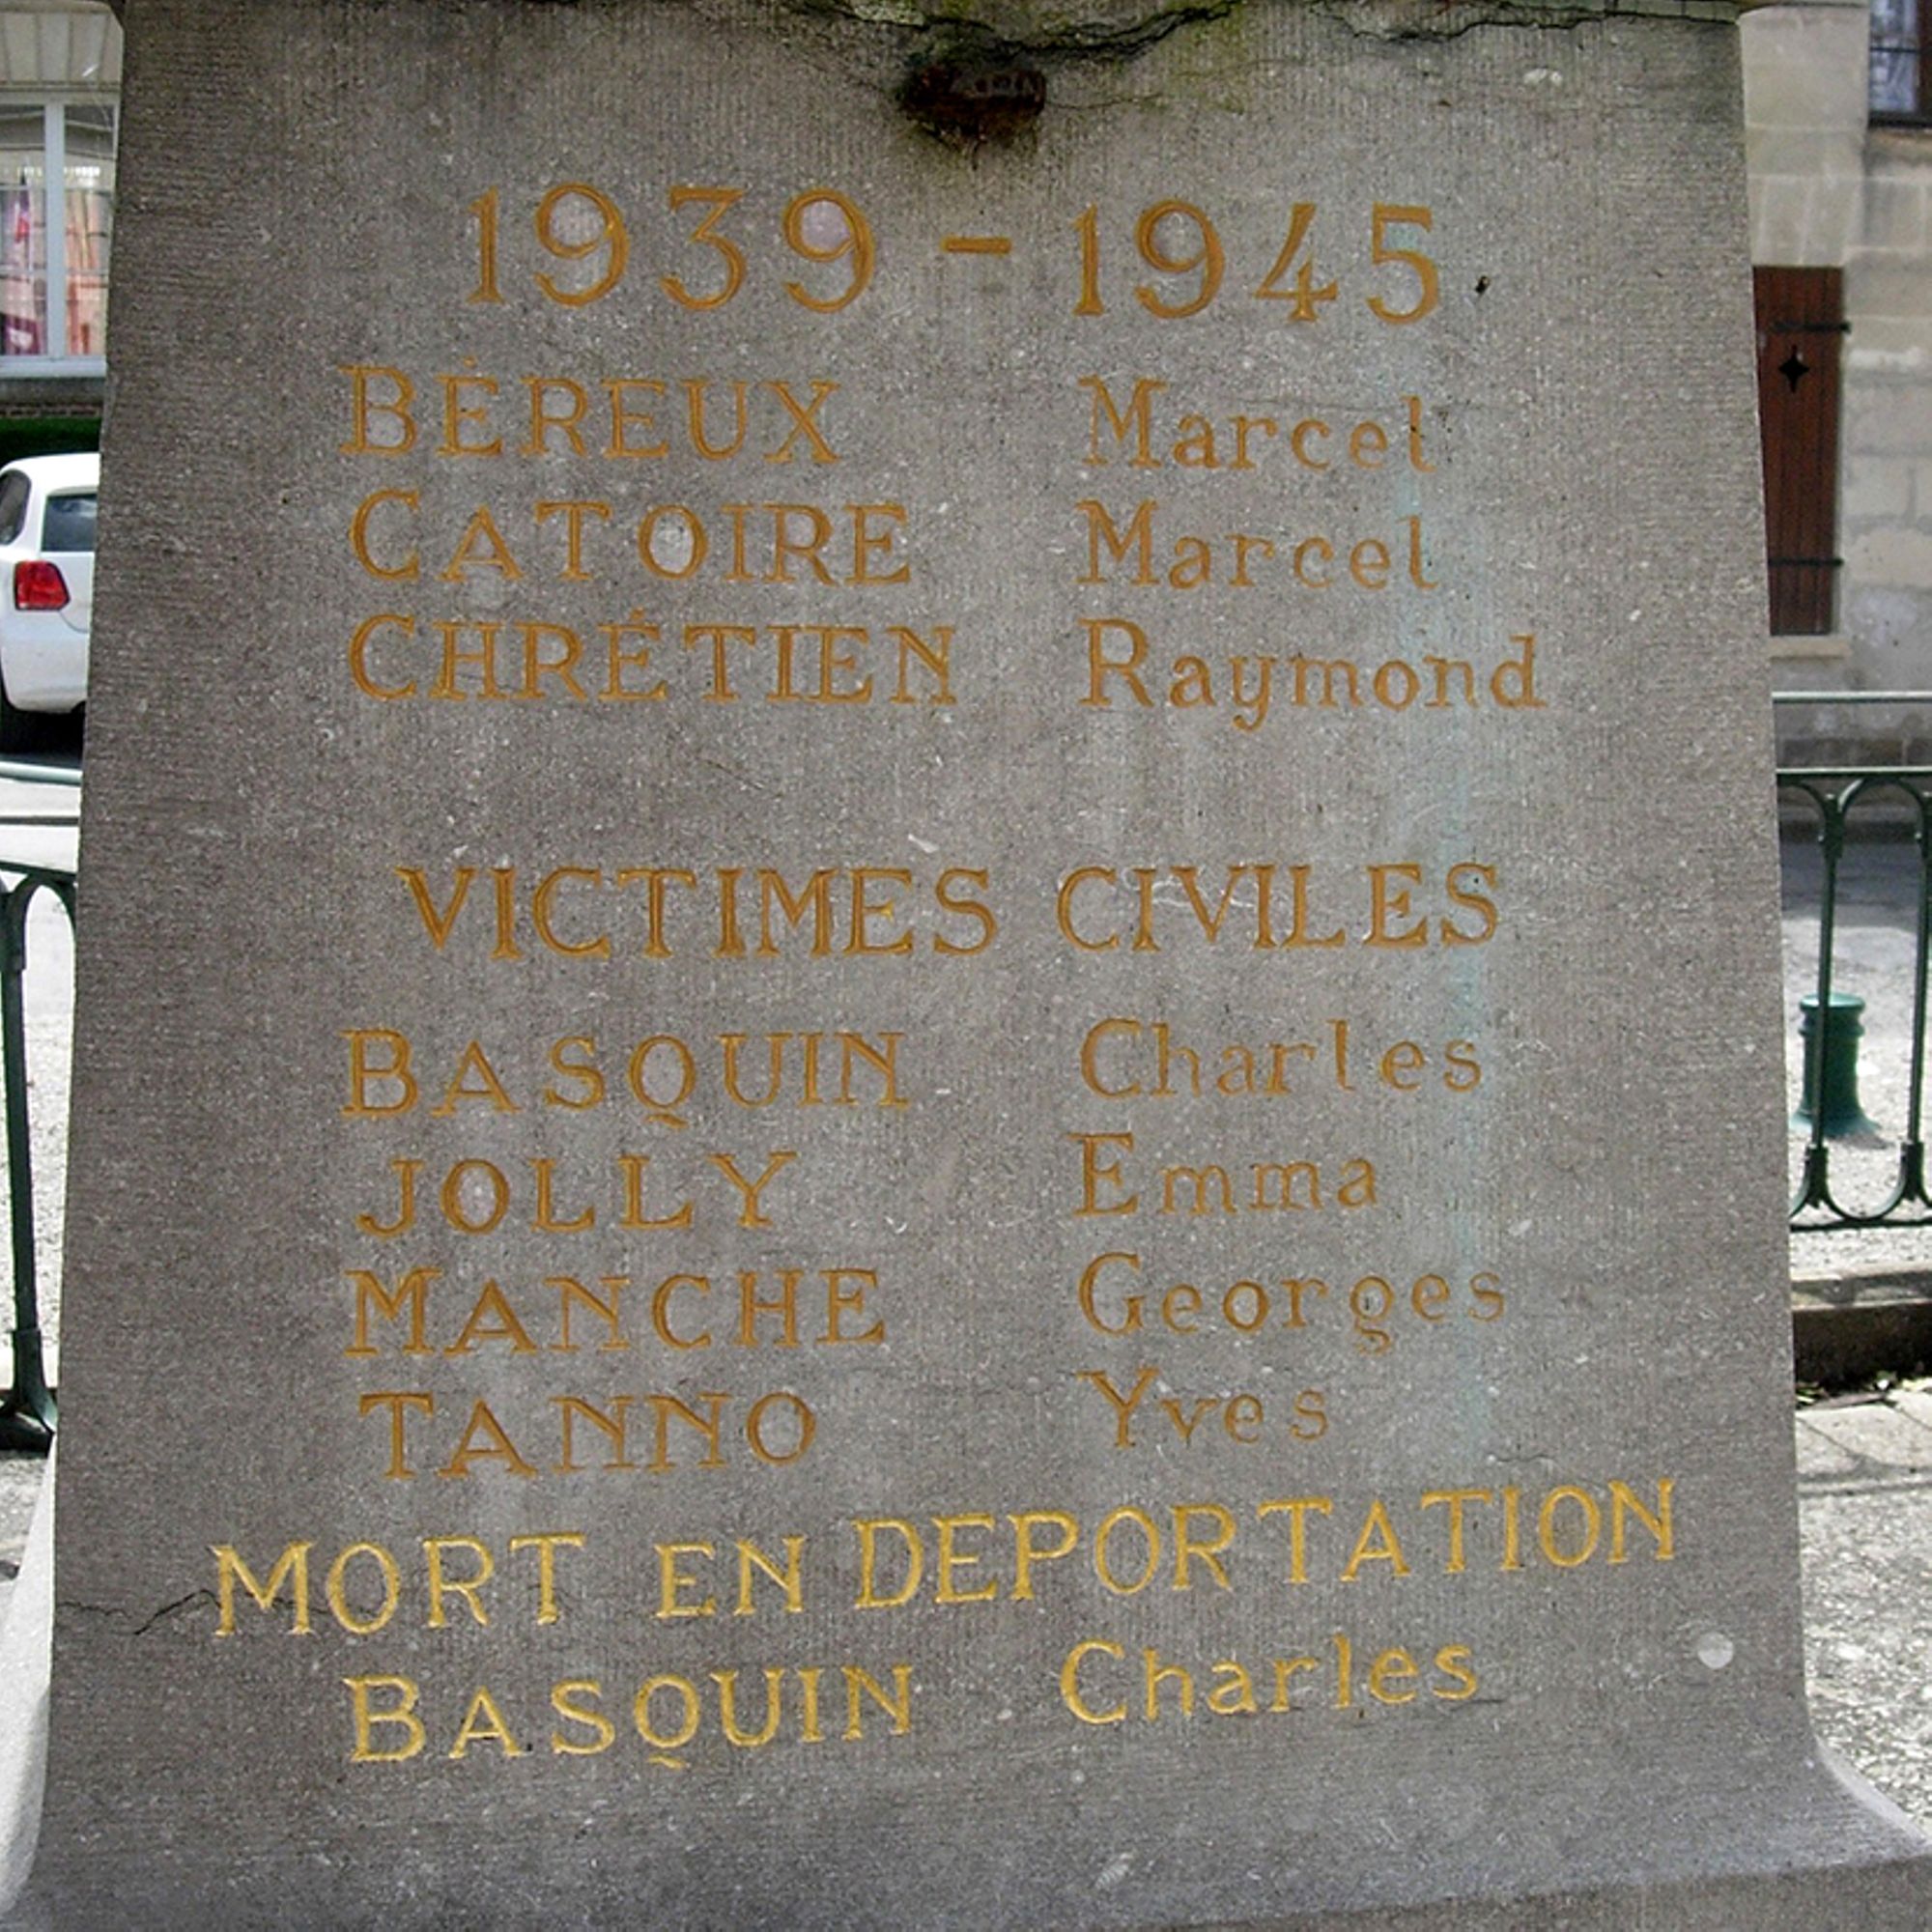 1939 - 1945
BÉREUX Marcel
CATOIRE Marcel
CHRÉTIEN Raymond
VICTIMES CIVILES
BASQUIN Charles
JOLLY Emma
MANCHE Georges
TANNO Yves
MORT EN DEPORTATION
BASQUIN Charles